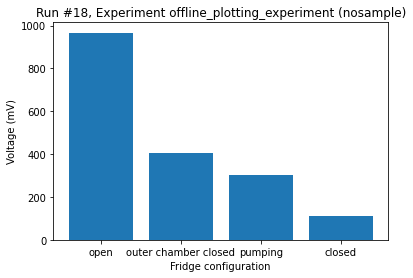 Run #18, Experiment offline_plotting_experiment (nosample)
1000
800
600
400
200
0
Voltage (mV)
open outer chamber closed pumping closed
Fridge configuration